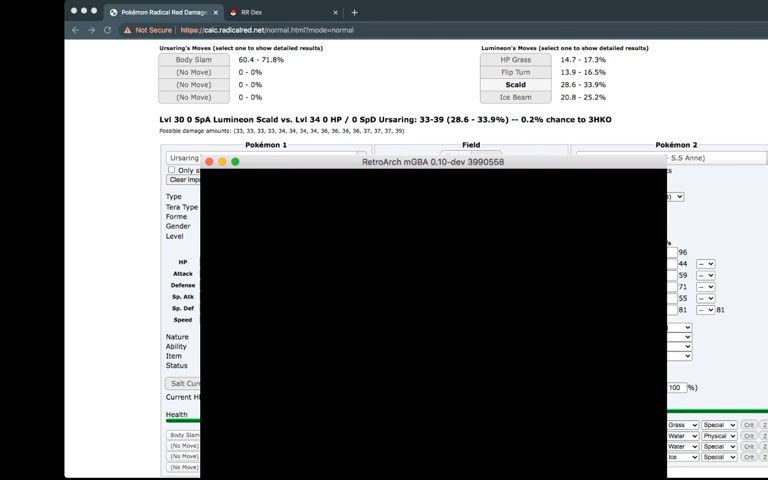 Pokémon Radical Red Damage
RR Dex
Not Secure
https://calc.radicalred.net/normal.html?mode=normal
Ursaring's Moves (select one to show detailed results)
Lumineon's Moves (select one to show detailed results)
Body Slam 60.4 - 71.8%
HP Grass 14.7 - 17.3%
(No Move) 0 - 0%
Flip Turn 13.9 - 16.5%
(No Move) 0 - 0%
Scald 28.6 - 33.9%
(No Move) 0 - 0%
Ice Beam 20.8 - 25.2%
Lvl 30 0 SpA Lumineon Scald vs. Lvl 34 0 HP / 0 SpD Ursaring: 33-39 (28.6 - 33.9%) -- 0.2% chance to 3HKO
Possible damage amounts: (33, 33, 33, 33, 34, 34, 34, 34, 36, 36, 36, 36, 37, 37, 37, 39)
Pokémon 1
Field
Pokémon 2
Ursaring
- S.S Anne)
RetroArch mGBA 0.10-dev 3990558
Only s
Clear Imp
Type
Tera Type
Forme
Gender
Level
HP
96
Attack
44 --
Defense
59 --
Sp. Atk
71 --
Sp. Def
55 --
Speed
81 -- 81
Nature
Ability
Item
Status
Salt Cur
100 %)
Current H
Health
Body Slam
Grass Special Crit Z
(No Move)
Water Physical Crit Z
(No Move)
Water Special Crit Z
(No Move)
Ice Special Crit Z